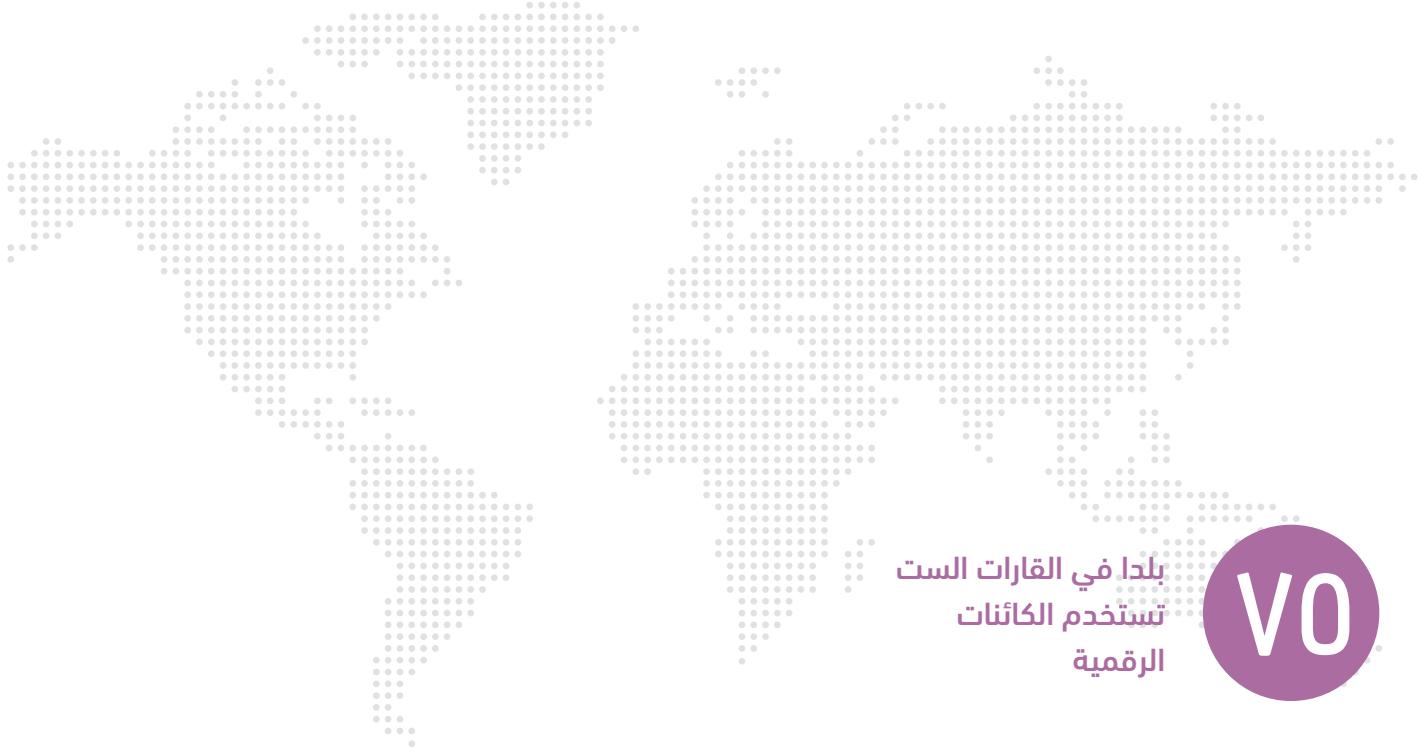 ٧٥
بلدا في القارات الست
تستخدم الكائنات
الرقمية